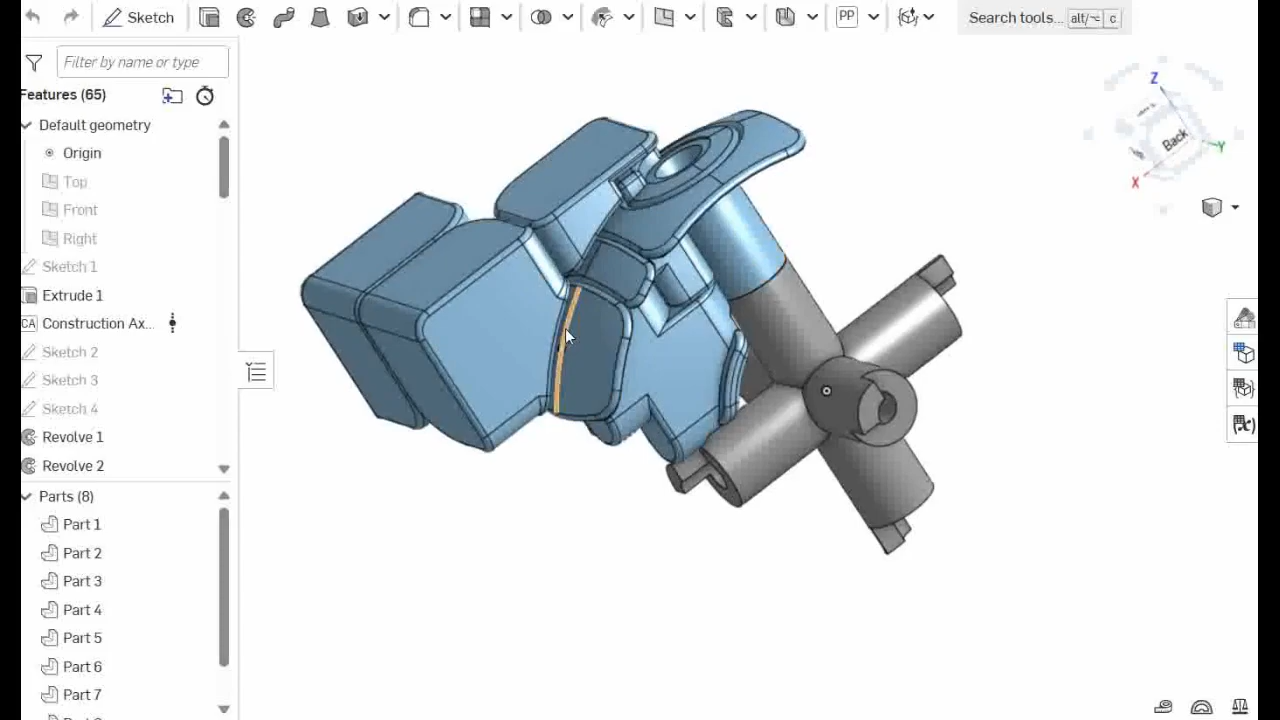 Sketch
PP
Search tools... alt/⌥ c
Filter by name or type
Features (65)
Default geometry
Origin
Top
Front
Right
Sketch 1
Extrude 1
CA Construction Ax...
Sketch 2
Sketch 3
Sketch 4
Revolve 1
Revolve 2
Parts (8)
Part 1
Part 2
Part 3
Part 4
Part 5
Part 6
Part 7
Z
Back
Y
X
(x)